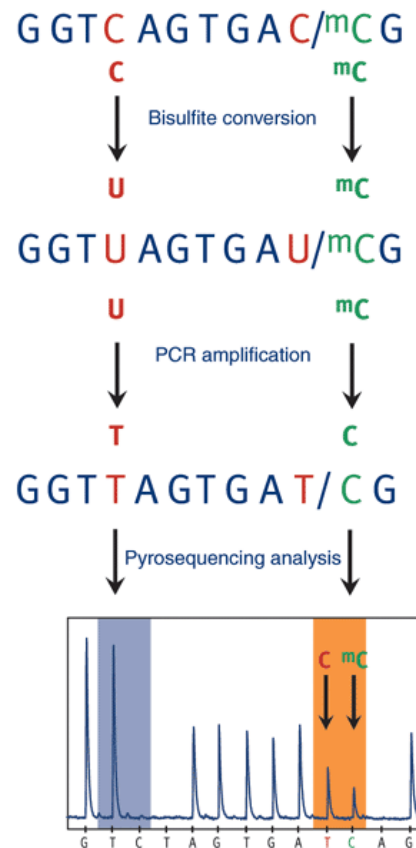 GGTCAGTGAC/mCG
C mC
Bisulfite conversion
U mC
GGTUAGTGAU/mCG
U mC
PCR amplification
T C
GGTTAGTGAT/CG
Pyrosequencing analysis
C mC
G T C T A G T G A T C A G